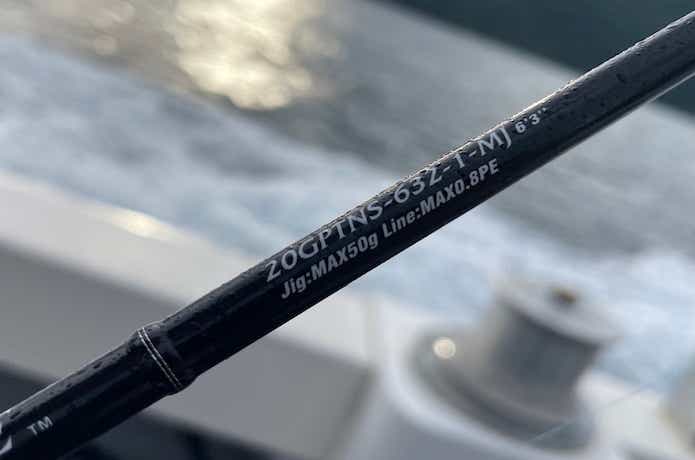 20GPTNS-632-1-MJ 6'3"
Jig:MAX50g Line:MAX0.8PE
TM